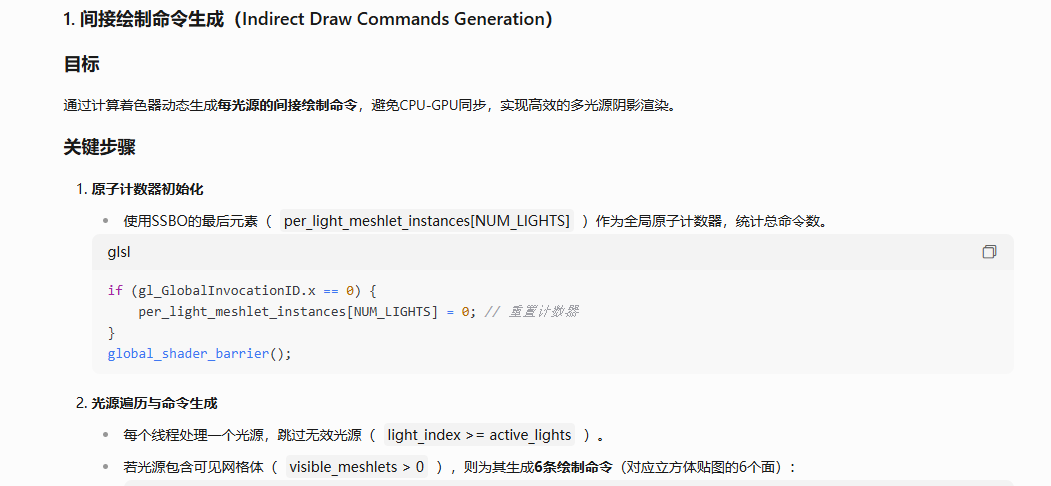 1. 间接绘制命令生成（Indirect Draw Commands Generation）
目标
通过计算着色器动态生成每光源的间接绘制命令，避免CPU-GPU同步，实现高效的多光源阴影渲染。
关键步骤
1. 原子计数器初始化
• 使用SSBO的最后元素（ per_light_meshlet_instances[NUM_LIGHTS] ）作为全局原子计数器，统计总命令数。
glsl
if (gl_GlobalInvocationID.x == 0) {
    per_light_meshlet_instances[NUM_LIGHTS] = 0; // 重置计数器
}
global_shader_barrier();
2. 光源遍历与命令生成
• 每个线程处理一个光源，跳过无效光源（ light_index >= active_lights ）。
• 若光源包含可见网格体（ visible_meshlets > 0 ），则为其生成6条绘制命令（对应立方体贴图的6个面）：